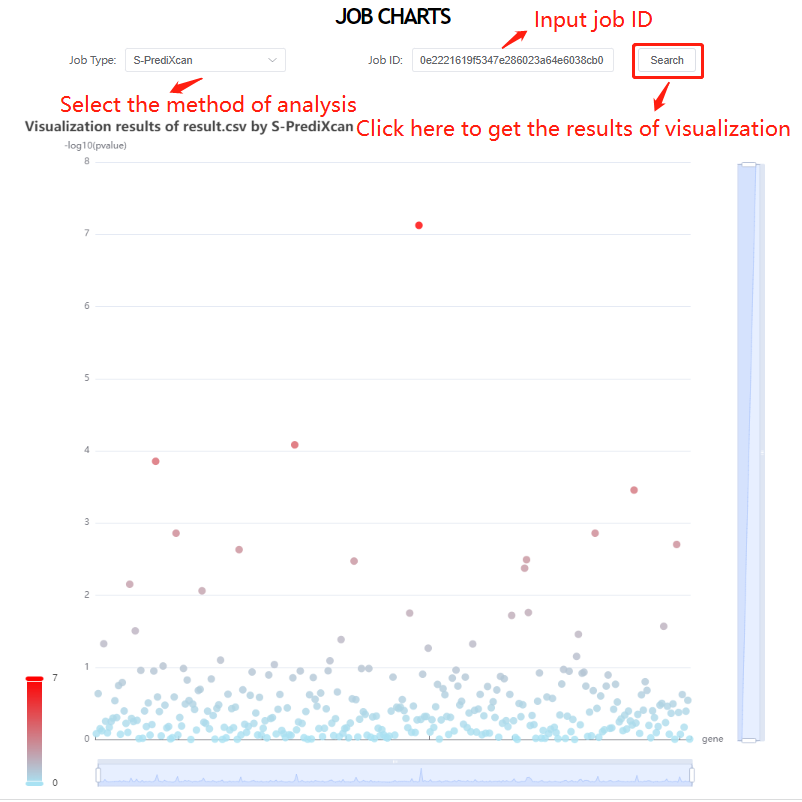 JOB CHARTS
Input job ID
Job Type: S-PrediXcan Job ID: 0e2221619f5347e286023a64e6038cb0 Search
Select the method of analysis
Visualization results of result.csv by S-PrediXcan Click here to get the results of visualization
-log10(pvalue)
8
7
6
5
4
3
2
1
7
0 gene
0